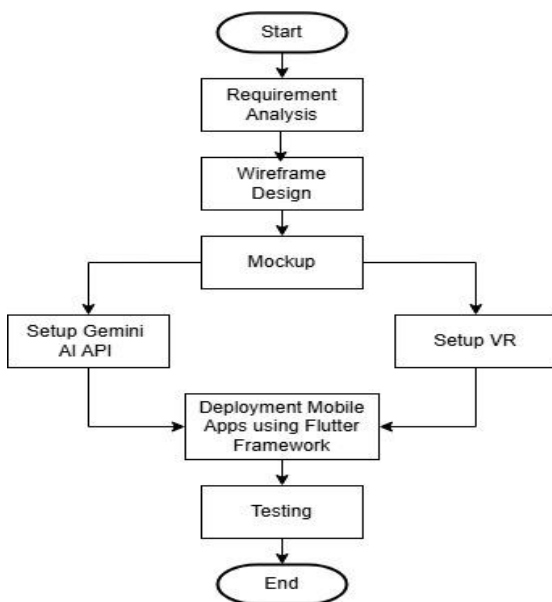 Start
Requirement
Analysis
Wireframe
Design
Mockup
Setup Gemini
AI API
Setup VR
Deployment Mobile
Apps using Flutter
Framework
Testing
End